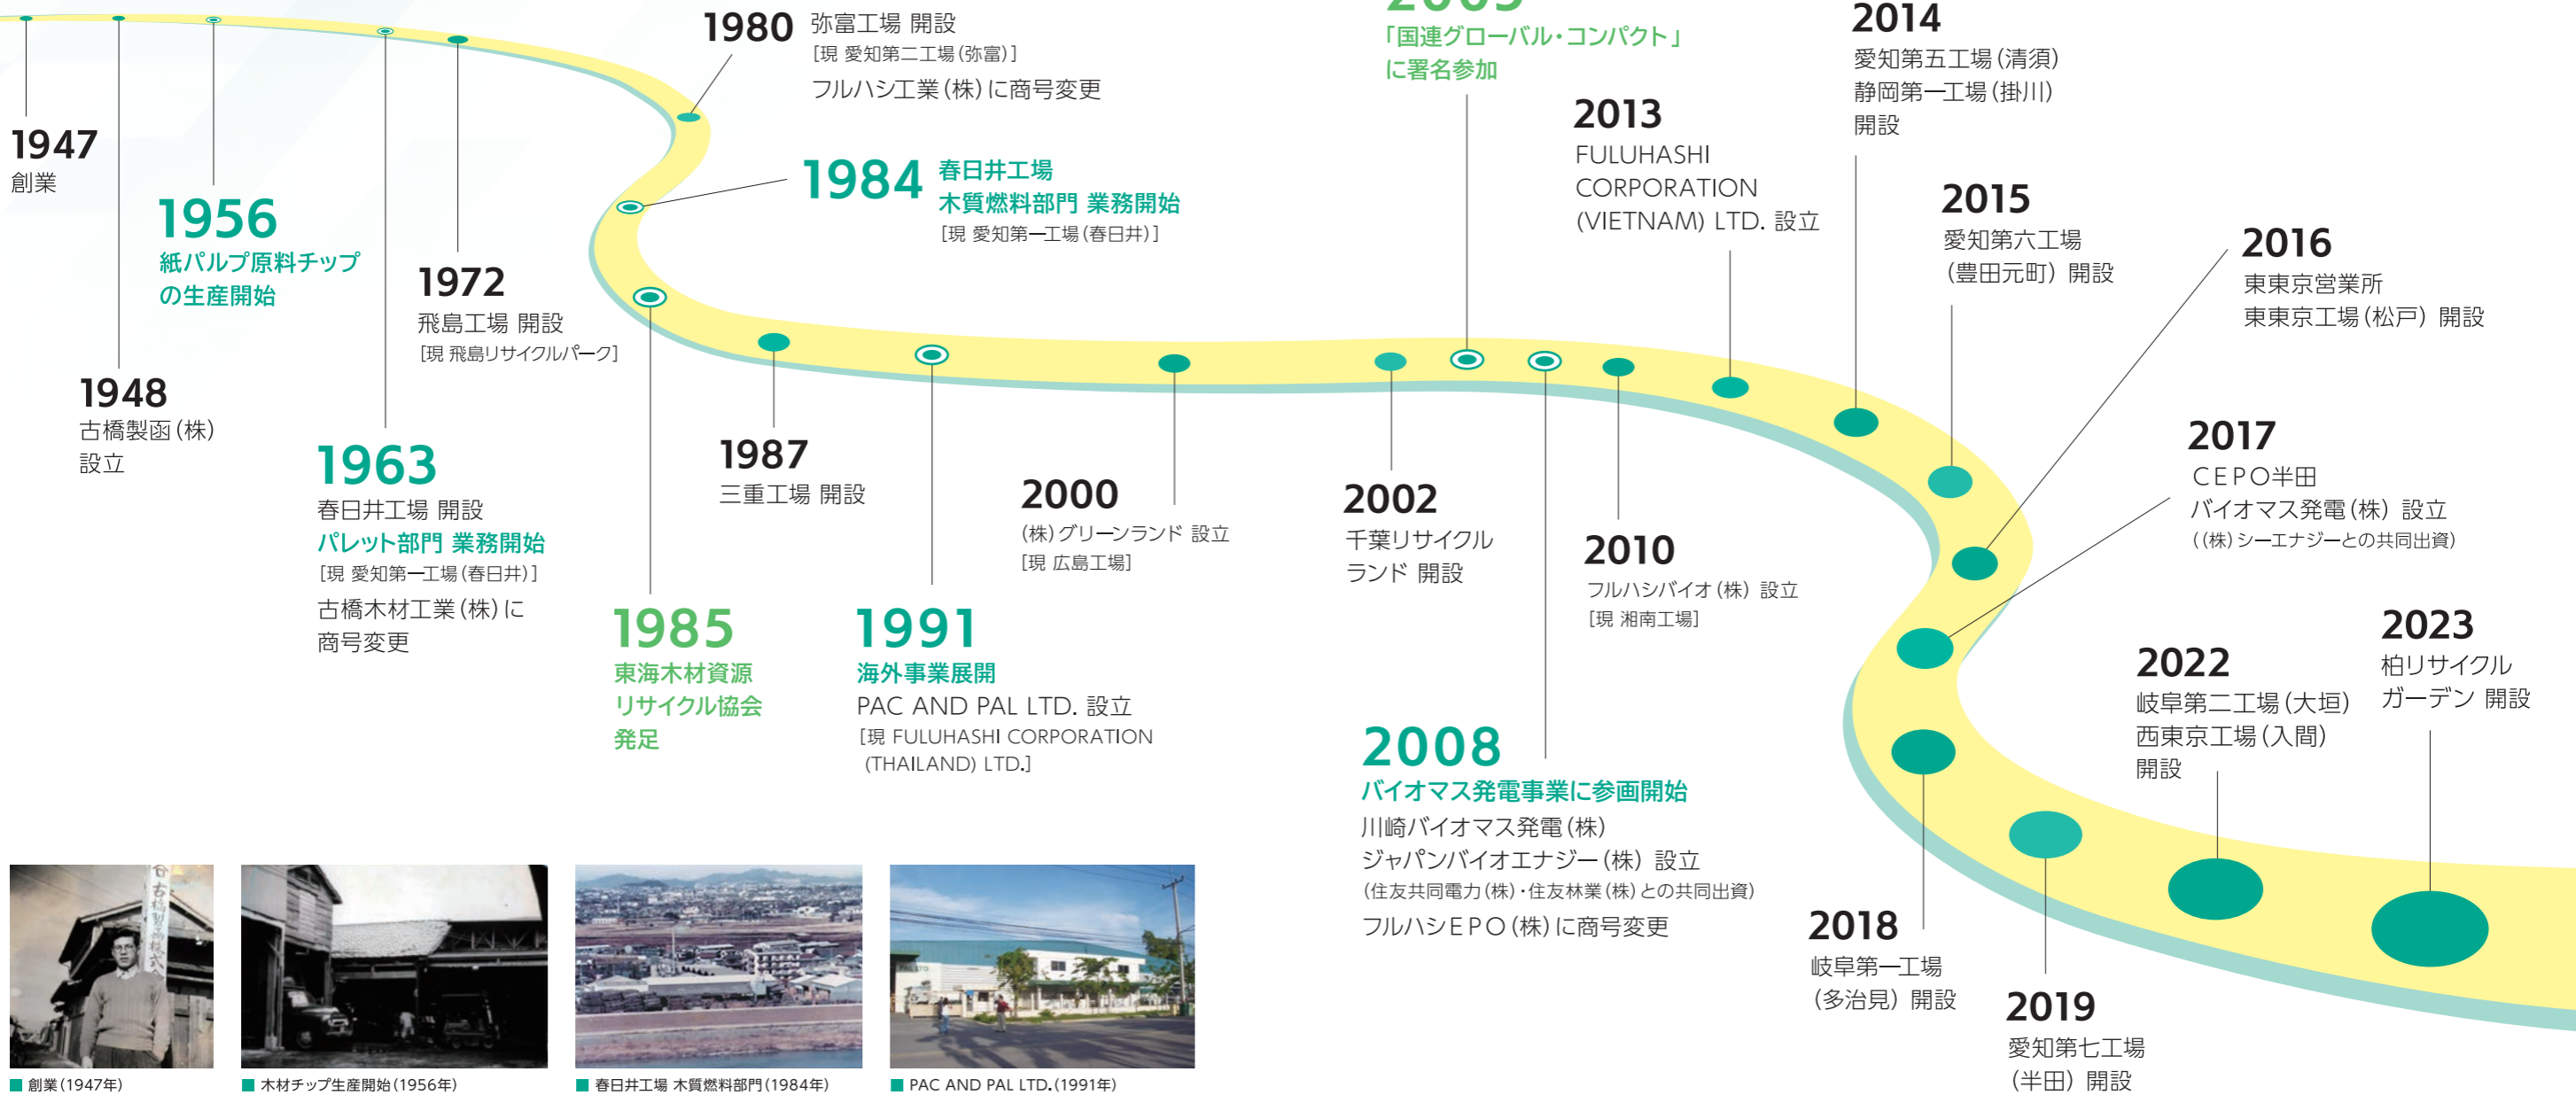 1947
創業
1948
古橋製函(株)
設立
1956
紙パルプ原料チップ
の生産開始
1963
春日井工場 開設
パレット部門 業務開始
[現 愛知第一工場(春日井)]
古橋木材工業(株)に
商号変更
1972
飛島工場 開設
[現 飛島リサイクルパーク]
1980
弥富工場 開設
[現 愛知第二工場(弥富)]
フルハシ工業(株)に商号変更
1984
春日井工場
木質燃料部門 業務開始
[現 愛知第一工場(春日井)]
1985
東海木材資源
リサイクル協会
発足
1987
三重工場 開設
1991
海外事業展開
PAC AND PAL LTD. 設立
[現 FULUHASHI CORPORATION
(THAILAND) LTD.]
2000
(株)グリーンランド 設立
[現 広島工場]
2002
千葉リサイクル
ランド 開設
「国連グローバル・コンパクト」
に署名参加
2008
バイオマス発電事業に参画開始
川崎バイオマス発電(株)
ジャパンバイオエナジー(株) 設立
(住友共同電力(株)・住友林業(株)との共同出資)
フルハシEPO(株)に商号変更
2010
フルハシバイオ(株) 設立
[現 湘南工場]
2013
FULUHASHI
CORPORATION
(VIETNAM) LTD. 設立
2014
愛知第五工場(清須)
静岡第一工場(掛川)
開設
2015
愛知第六工場
(豊田元町) 開設
2016
東東京営業所
東東京工場(松戸) 開設
2017
CEPO半田
バイオマス発電(株) 設立
((株)シーエナジーとの共同出資)
2018
岐阜第一工場
(多治見) 開設
2019
愛知第七工場
(半田) 開設
2022
岐阜第二工場(大垣)
西東京工場(入間)
開設
2023
柏リサイクル
ガーデン 開設
■ 創業(1947年)
■ 木材チップ生産開始(1956年)
■ 春日井工場 木質燃料部門(1984年)
■ PAC AND PAL LTD.(1991年)